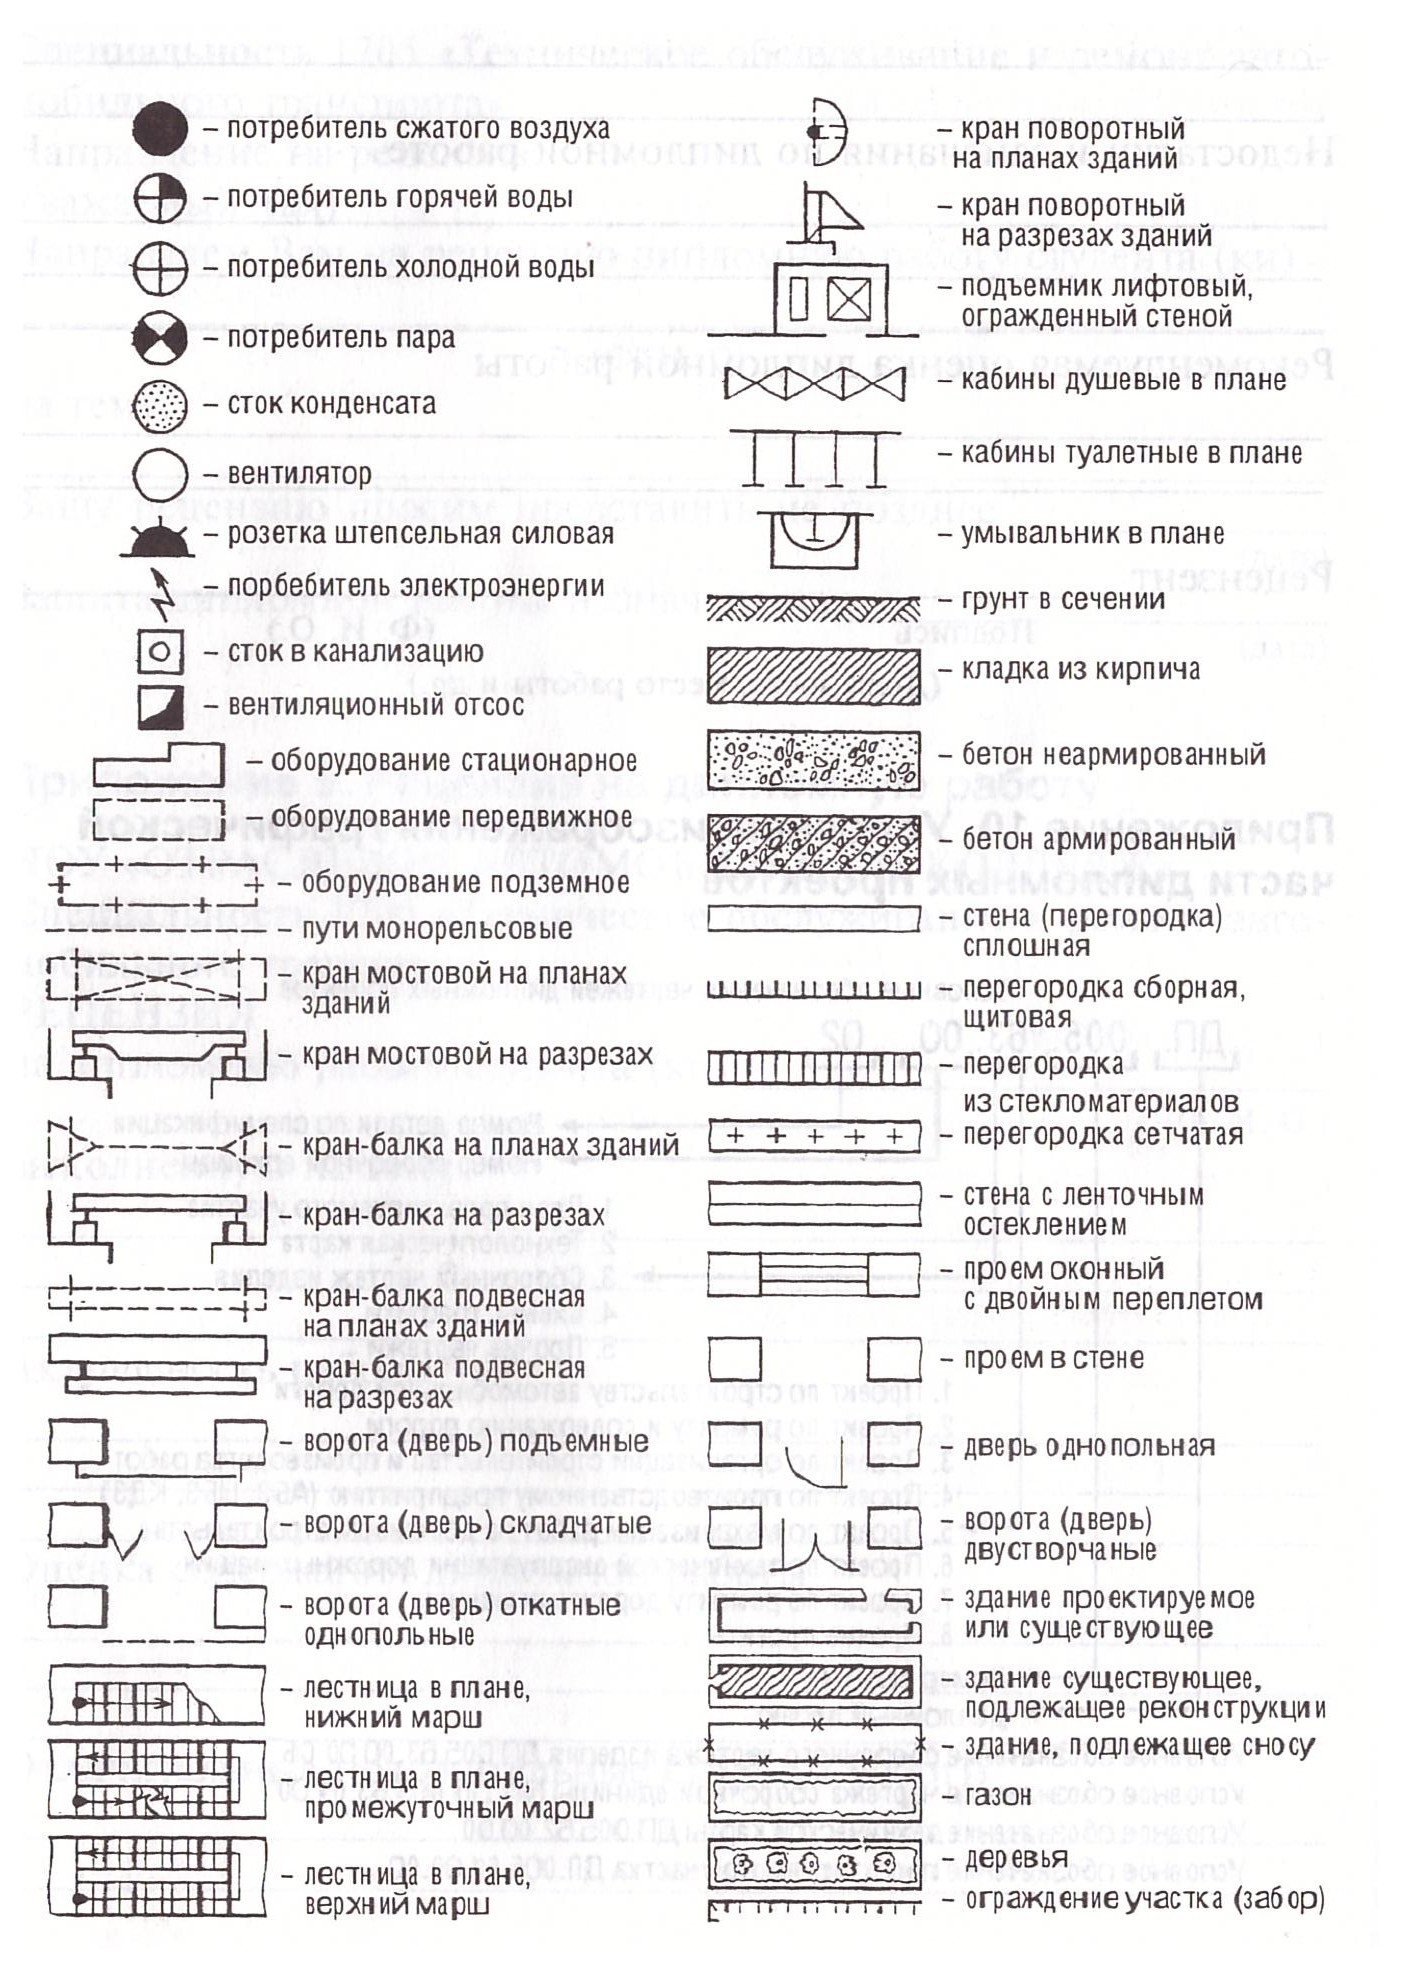 – потребитель сжатого воздуха
– потребитель горячей воды
– потребитель холодной воды
– потребитель пара
– сток конденсата
– вентилятор
– розетка штепсельная силовая
– порбебитель электроэнергии
– сток в канализацию
– вентиляционный отсос
– оборудование стационарное
– оборудование передвижное
– оборудование подземное
– пути монорельсовые
– кран мостовой на планах
зданий
– кран мостовой на разрезах
– кран-балка на планах зданий
– кран-балка на разрезах
– кран-балка подвесная
на планах зданий
– кран-балка подвесная
на разрезах
– ворота (дверь) подъемные
– ворота (дверь) складчатые
– ворота (дверь) откатные
однопольные
– лестница в плане,
нижний марш
– лестница в плане,
промежуточный марш
– лестница в плане,
верхний марш
– кран поворотный
на планах зданий
– кран поворотный
на разрезах зданий
– подъемник лифтовый,
огражденный стеной
– кабины душевые в плане
– кабины туалетные в плане
– умывальник в плане
– грунт в сечении
– кладка из кирпича
– бетон неармированный
– бетон армированный
– стена (перегородка)
сплошная
– перегородка сборная,
щитовая
– перегородка
из стекломатериалов
– перегородка сетчатая
– стена с ленточным
остеклением
– проем оконный
с двойным переплетом
– проем в стене
– дверь однопольная
– ворота (дверь)
двустворчаные
– здание проектируемое
или существующее
– здание существующее,
подлежащее реконструкции
– здание, подлежащее сносу
– газон
– деревья
– ограждение участка (забор)